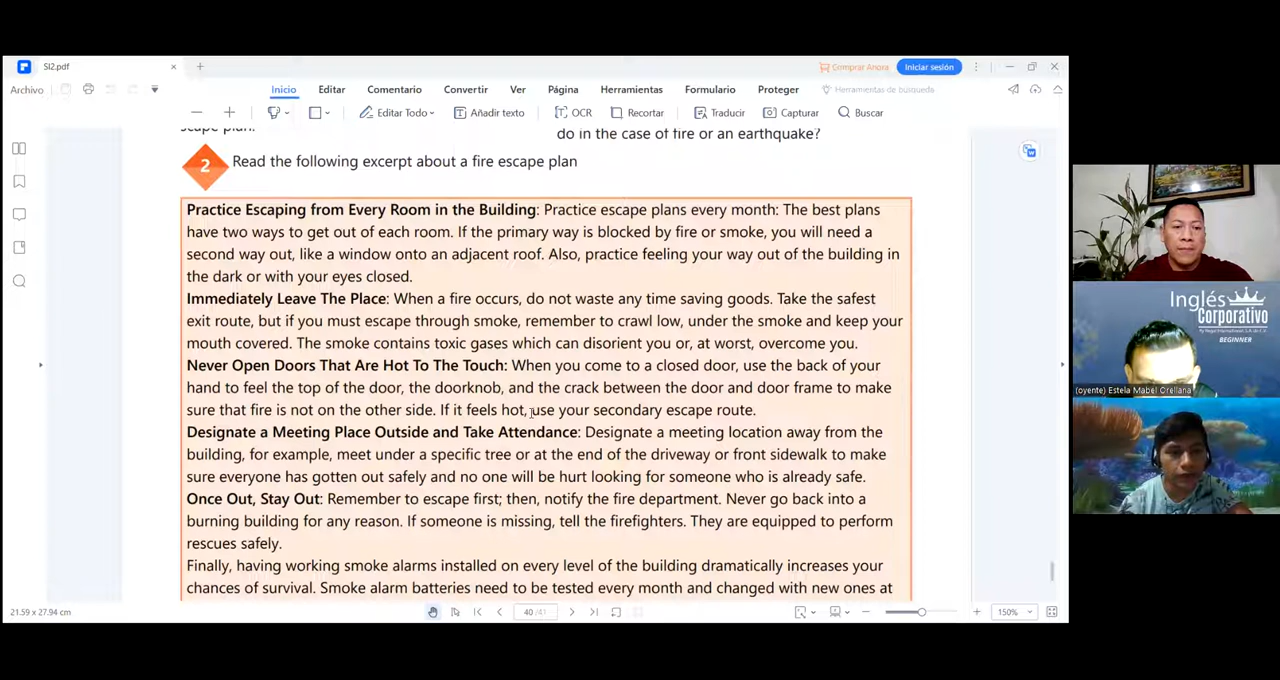 SI2.pdf
Comprar Ahora
Iniciar sesión
Archivo
Inicio
Editar
Comentario
Convertir
Ver
Página
Herramientas
Formulario
Proteger
Herramientas de búsqueda
Editar Todo
Añadir texto
OCR
Recortar
Traducir
Capturar
Buscar
scape plan.
do in the case of fire or an earthquake?
2
Read the following excerpt about a fire escape plan
Practice Escaping from Every Room in the Building: Practice escape plans every month: The best plans
have two ways to get out of each room. If the primary way is blocked by fire or smoke, you will need a
second way out, like a window onto an adjacent roof. Also, practice feeling your way out of the building in
the dark or with your eyes closed.
Immediately Leave The Place: When a fire occurs, do not waste any time saving goods. Take the safest
exit route, but if you must escape through smoke, remember to crawl low, under the smoke and keep your
mouth covered. The smoke contains toxic gases which can disorient you or, at worst, overcome you.
Never Open Doors That Are Hot To The Touch: When you come to a closed door, use the back of your
hand to feel the top of the door, the doorknob, and the crack between the door and door frame to make
sure that fire is not on the other side. If it feels hot, use your secondary escape route.
Designate a Meeting Place Outside and Take Attendance: Designate a meeting location away from the
building, for example, meet under a specific tree or at the end of the driveway or front sidewalk to make
sure everyone has gotten out safely and no one will be hurt looking for someone who is already safe.
Once Out, Stay Out: Remember to escape first; then, notify the fire department. Never go back into a
burning building for any reason. If someone is missing, tell the firefighters. They are equipped to perform
rescues safely.
Finally, having working smoke alarms installed on every level of the building dramatically increases your
chances of survival. Smoke alarm batteries need to be tested every month and changed with new ones at
21.59 x 27.94 cm
40 /41
150%
Inglés
Corporativo
BEGINNER
(oyente) Estela Mabel Orellana